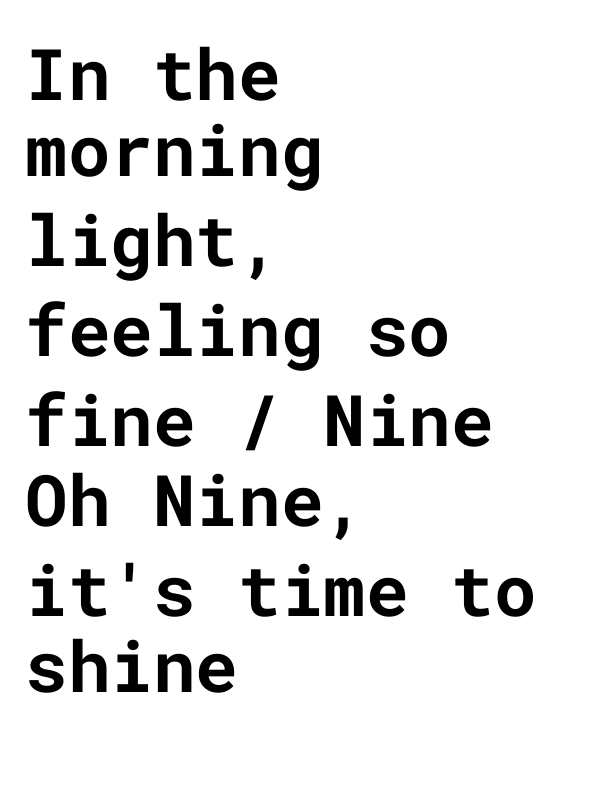 In the
morning
light,
feeling so
fine / Nine
Oh Nine,
it's time to
shine